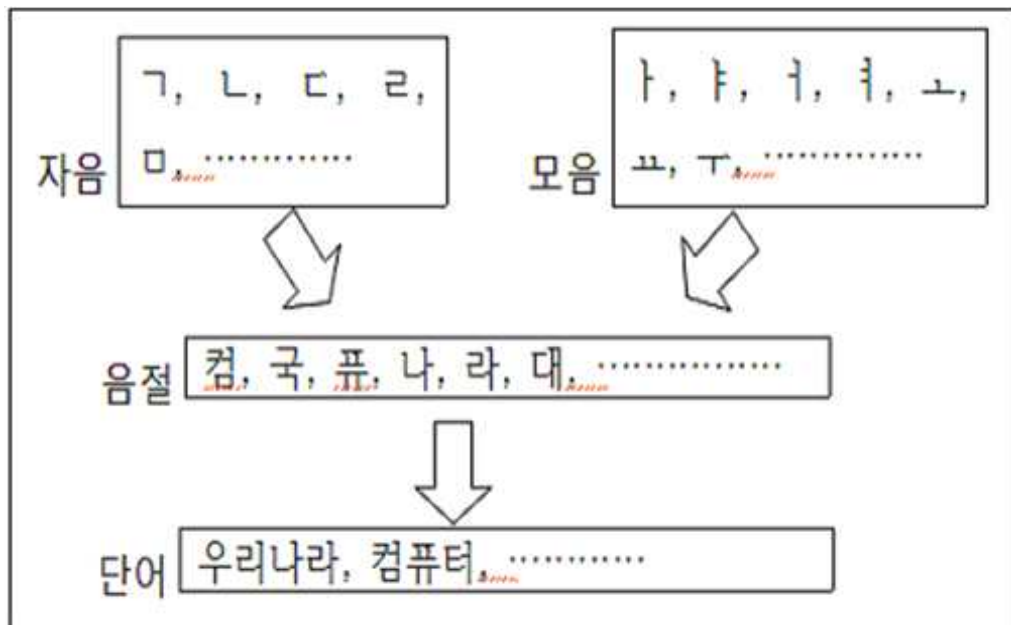 ㄱ, ㄴ, ㄷ, ㄹ,
자음 ㅁ, ·············
ㅏ, ㅑ, ㅓ, ㅕ, ㅗ,
모음 ㅛ, ㅜ, ··············
음절 컴, 국, 퓨, 나, 라, 대, ················
단어 우리나라, 컴퓨터, ············